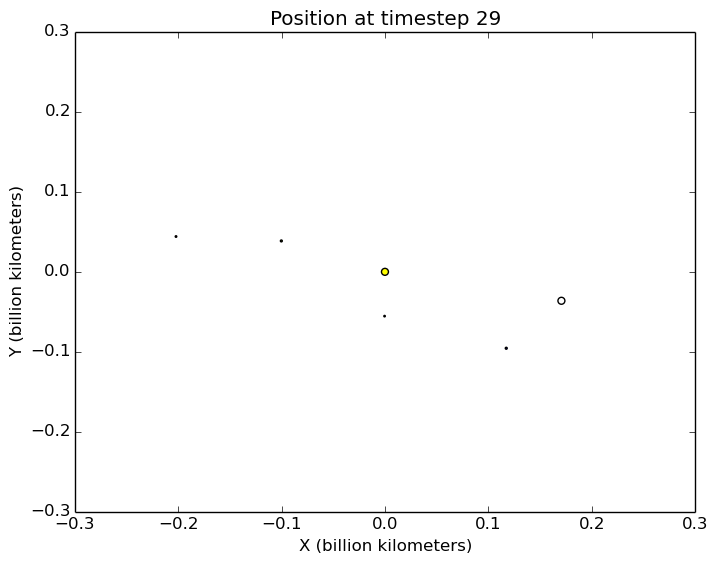 Position at timestep 29
0.3
0.2
0.1
0.0
−0.1
−0.2
−0.3
Y (billion kilometers)
−0.3 −0.2 −0.1 0.0 0.1 0.2 0.3
X (billion kilometers)